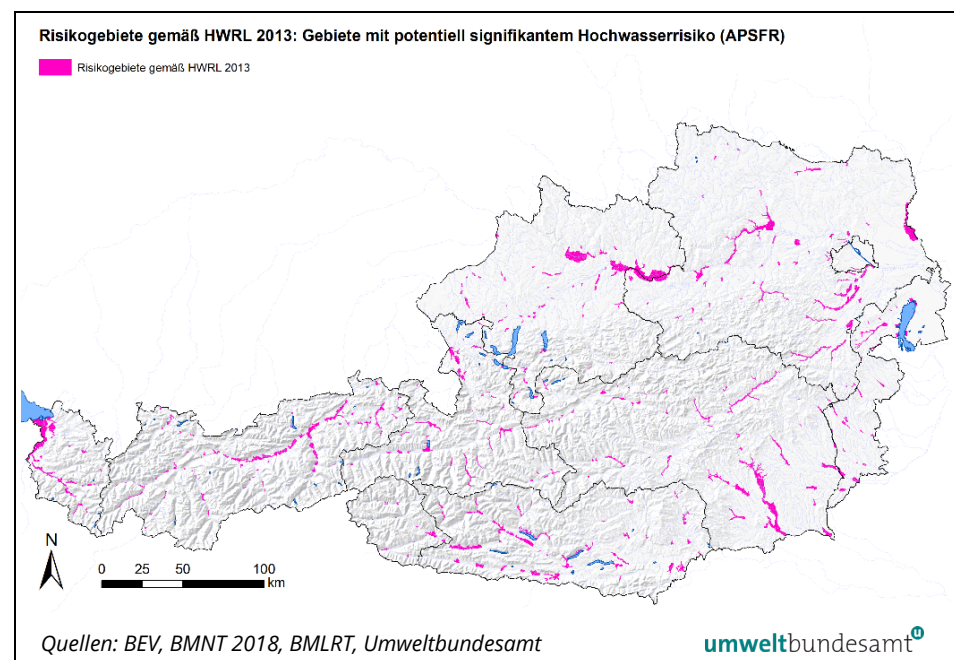 Risikogebiete gemäß HWRL 2013: Gebiete mit potentiell signifikantem Hochwasserrisiko (APSFR)
Risikogebiete gemäß HWRL 2013
N
0 25 50 100
km
Quellen: BEV, BMNT 2018, BMLRT, Umweltbundesamt
umweltbundesamt
u